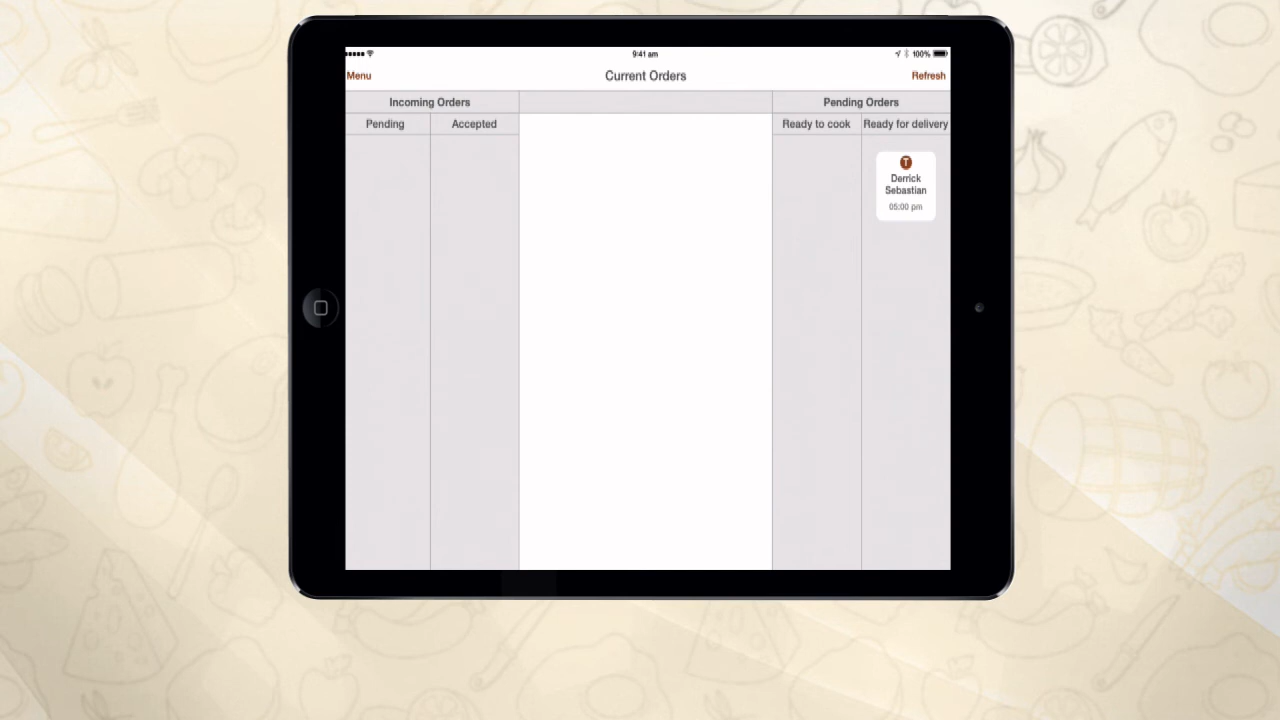 9:41 am
100%
Menu
Current Orders
Refresh
Incoming Orders
Pending Orders
Pending
Accepted
Ready to cook
Ready for delivery
T
Derrick
Sebastian
05:00 pm